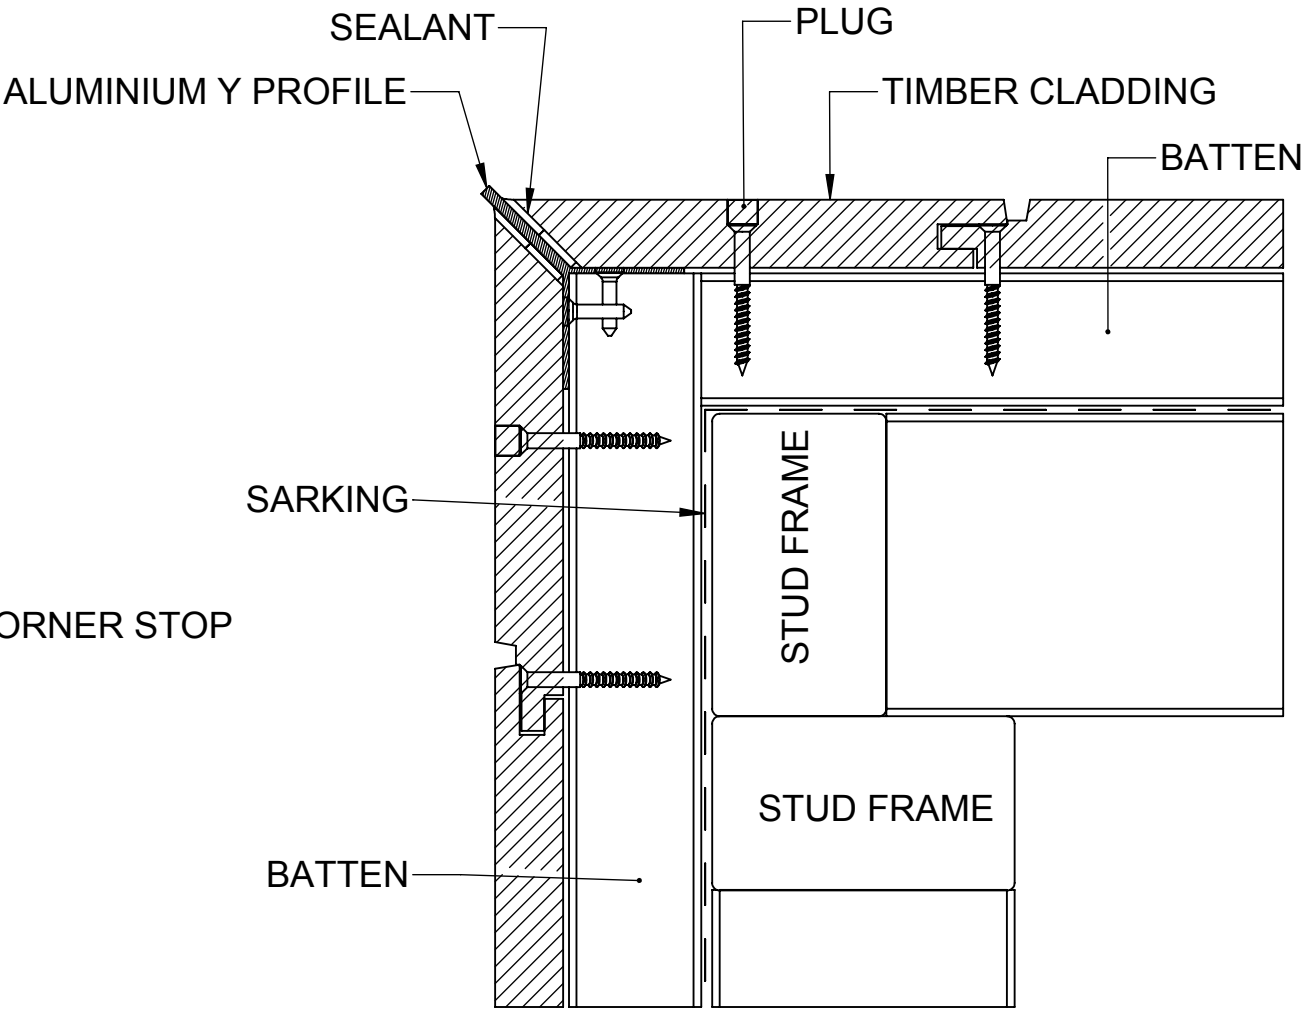 SEALANT
PLUG
ALUMINIUM Y PROFILE
TIMBER CLADDING
BATTEN
STUD FRAME
SARKING
ORNER STOP
STUD FRAME
BATTEN